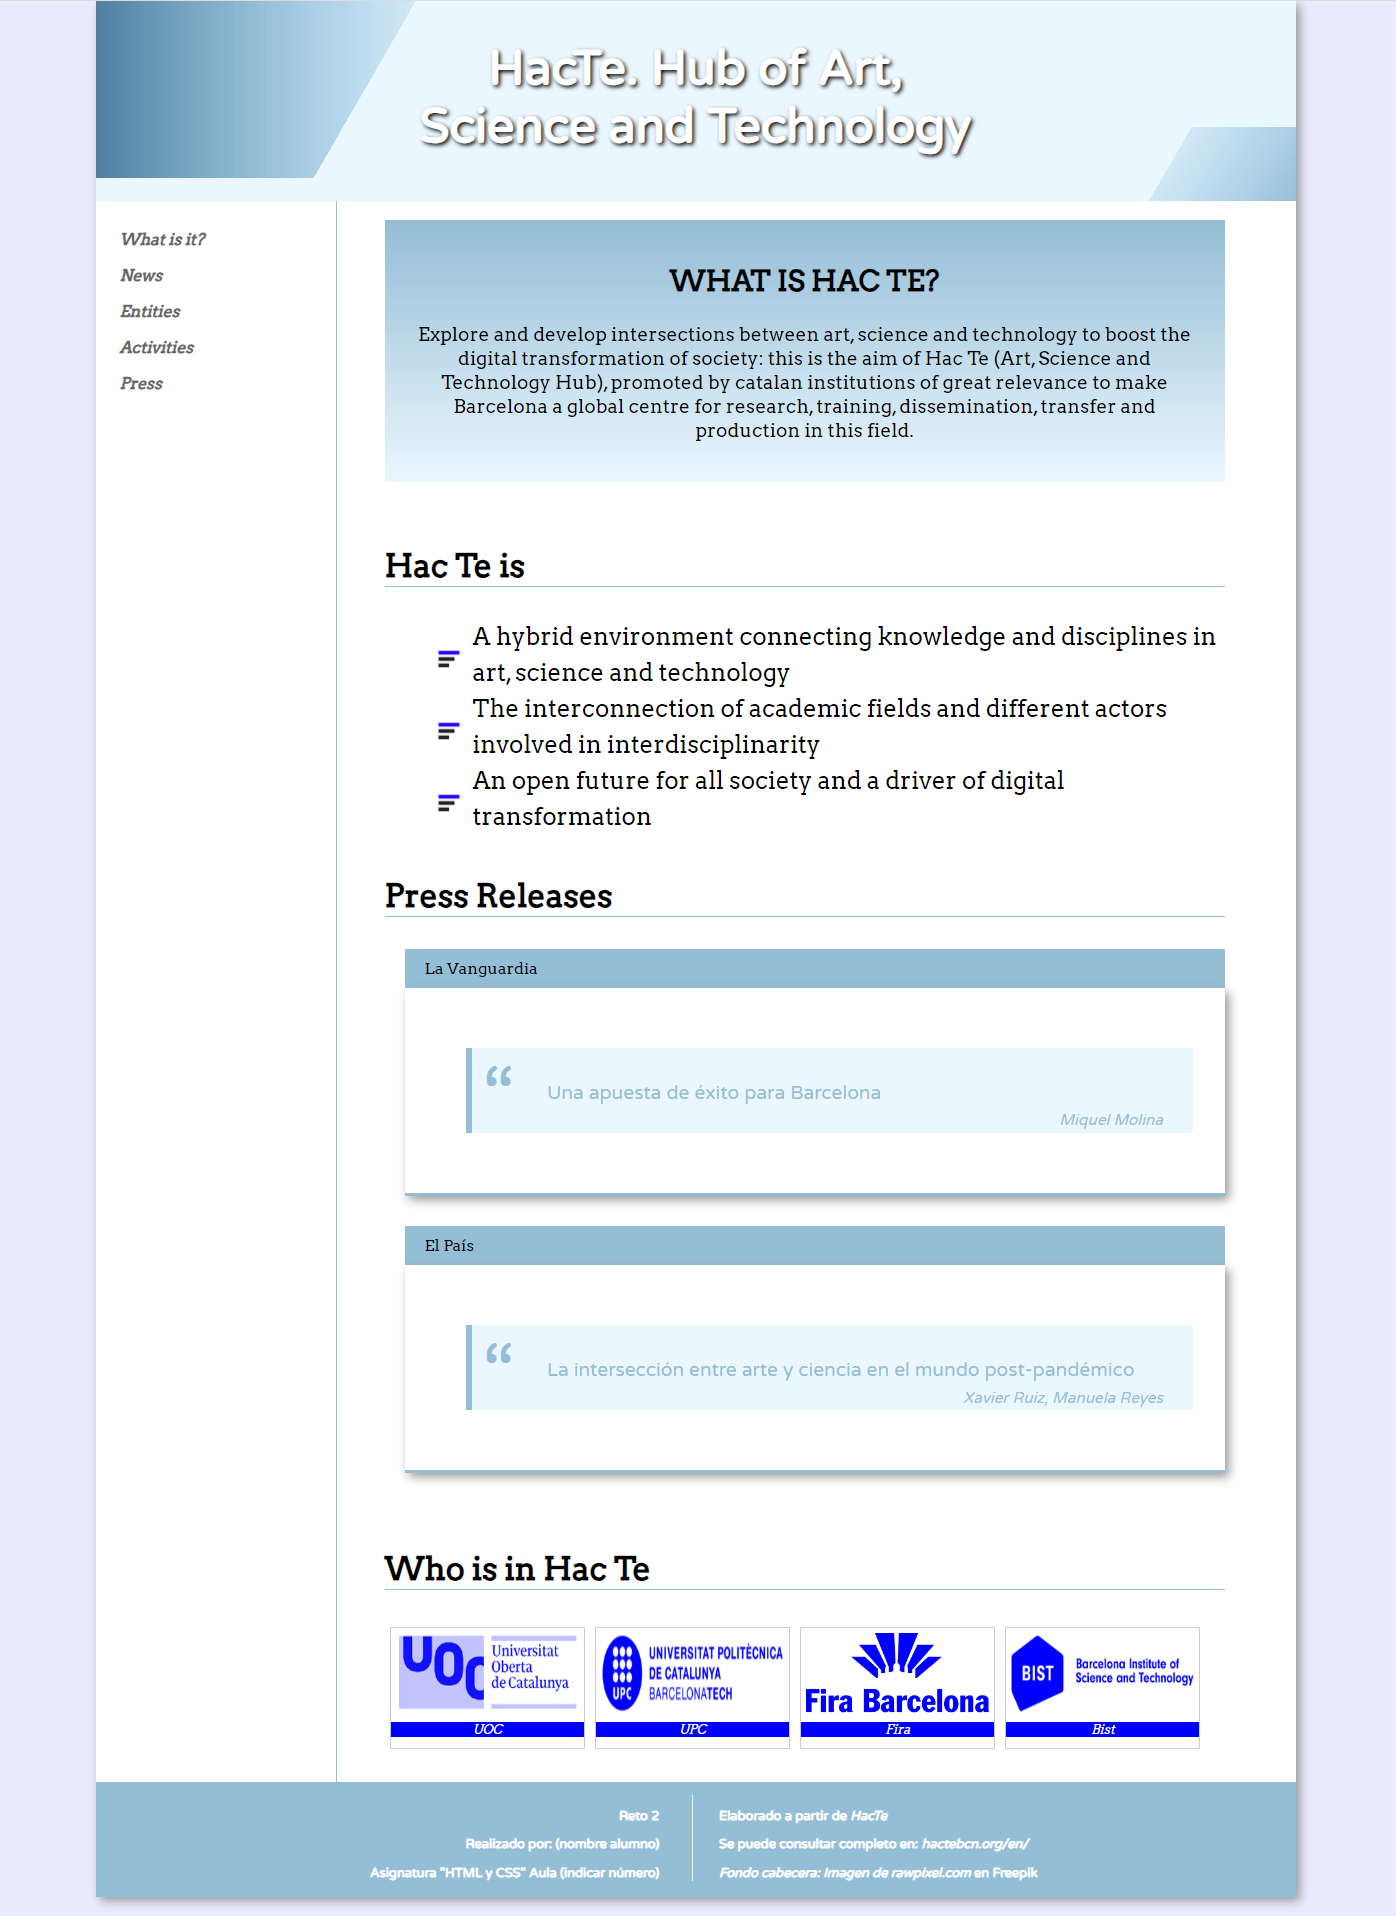 HacTe. Hub of Art,
Science and Technology
What is it?
News
Entities
Activities
Press
WHAT IS HAC TE?
Explore and develop intersections between art, science and technology to boost the
digital transformation of society: this is the aim of Hac Te (Art, Science and
Technology Hub), promoted by catalan institutions of great relevance to make
Barcelona a global centre for research, training, dissemination, transfer and
production in this field.
Hac Te is
A hybrid environment connecting knowledge and disciplines in
art, science and technology
The interconnection of academic fields and different actors
involved in interdisciplinarity
An open future for all society and a driver of digital
transformation
Press Releases
La Vanguardia
“
Una apuesta de éxito para Barcelona
Miquel Molina
El País
“
La intersección entre arte y ciencia en el mundo post-pandémico
Xavier Ruiz, Manuela Reyes
Who is in Hac Te
UOC
Universitat
Oberta
de Catalunya
UOC
UPC
UNIVERSITAT POLITÈCNICA
DE CATALUNYA
BARCELONATECH
UPC
Fira Barcelona
Fira
BIST
Barcelona Institute of
Science and Technology
Bist
Reto 2
Realizado por: (nombre alumno)
Asignatura "HTML y CSS" Aula (indicar número)
Elaborado a partir de HacTe
Se puede consultar completo en: hactebcn.org/en/
Fondo cabecera: Imagen de rawpixel.com en Freepik